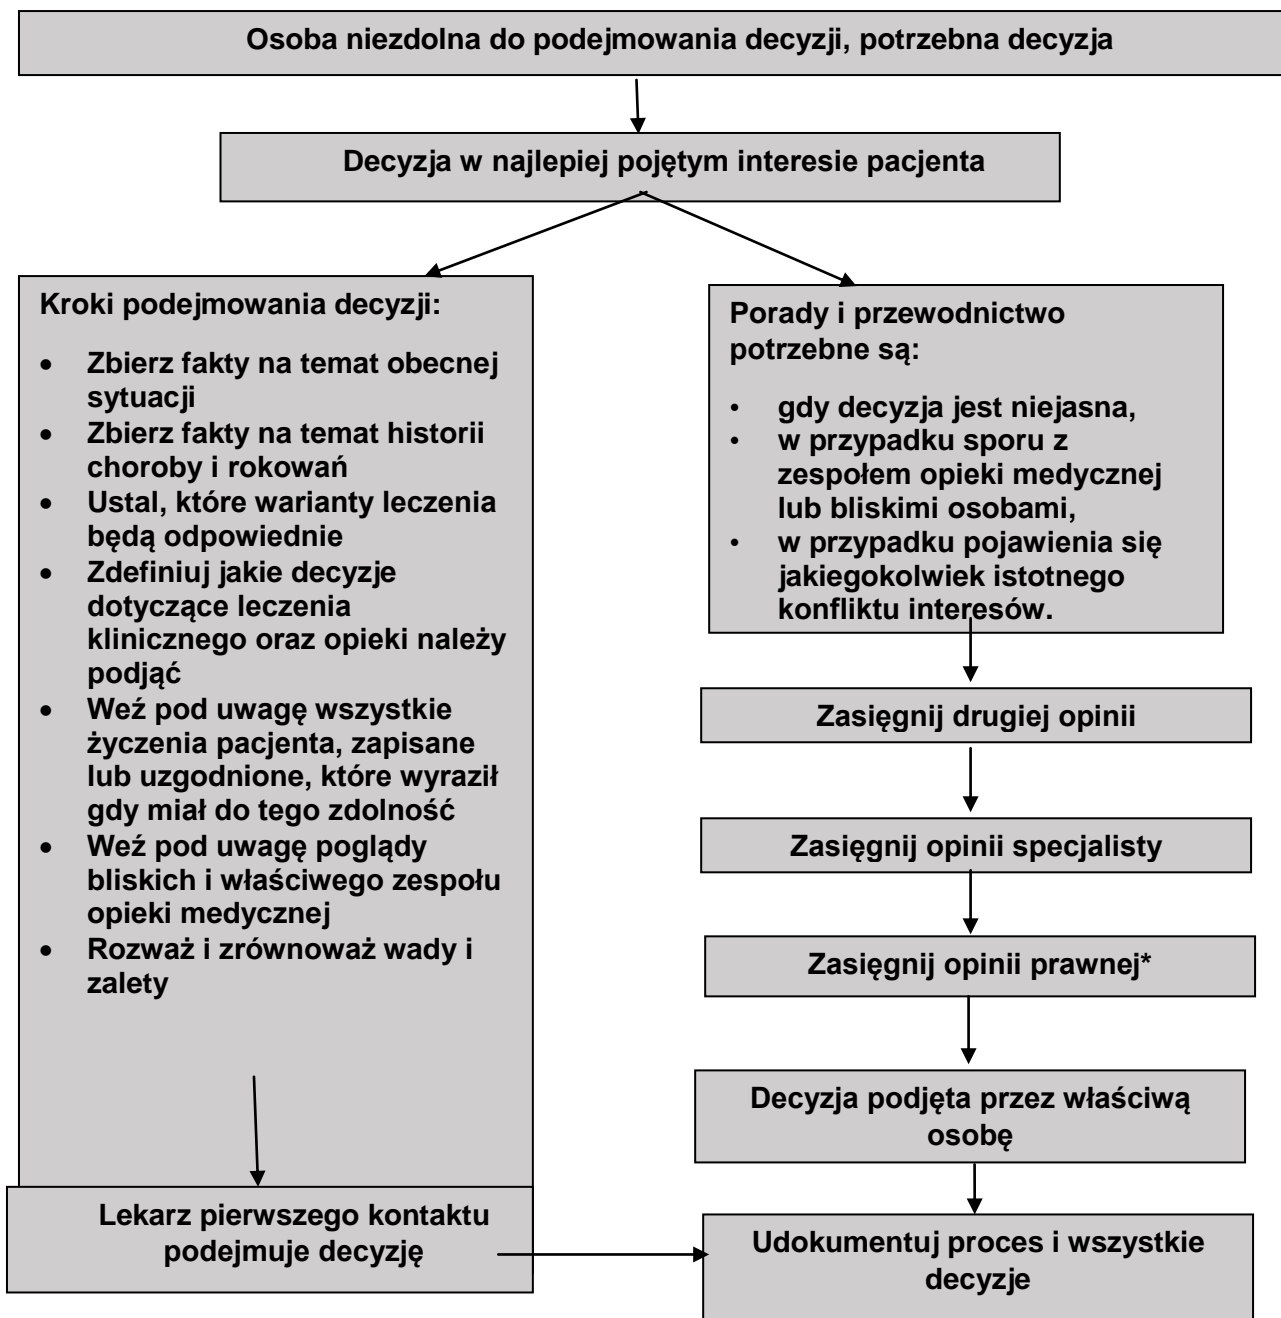 Osoba niezdolna do podejmowania decyzji, potrzebna decyzja
Decyzja w najlepiej pojętym interesie pacjenta
Kroki podejmowania decyzji:
• Zbierz fakty na temat obecnej
sytuacji
• Zbierz fakty na temat historii
choroby i rokowań
• Ustal, które warianty leczenia
będą odpowiednie
• Zdefiniuj jakie decyzje
dotyczące leczenia
klinicznego oraz opieki należy
podjąć
• Weź pod uwagę wszystkie
życzenia pacjenta, zapisane
lub uzgodnione, które wyraził
gdy miał do tego zdolność
• Weź pod uwagę poglądy
bliskich i właściwego zespołu
opieki medycznej
• Rozważ i zrównoważ wady i
zalety
Lekarz pierwszego kontaktu
podejmuje decyzję
Porady i przewodnictwo
potrzebne są:
• gdy decyzja jest niejasna,
• w przypadku sporu z
zespołem opieki medycznej
lub bliskimi osobami,
• w przypadku pojawienia się
jakiegokolwiek istotnego
konfliktu interesów.
Zasięgnij drugiej opinii
Zasięgnij opinii specjalisty
Zasięgnij opinii prawnej*
Decyzja podjęta przez właściwą
osobę
Udokumentuj proces i wszystkie
decyzje